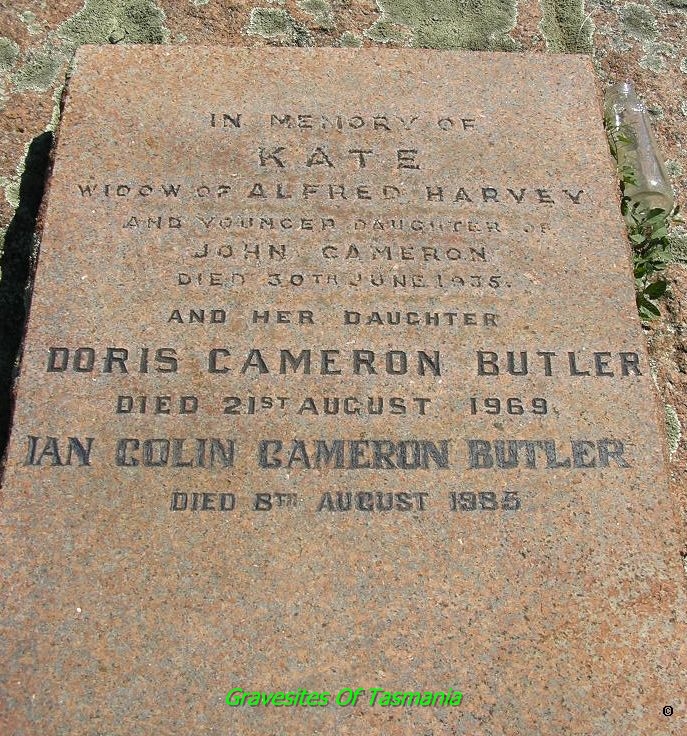 IN MEMORY OF
KATE
WIDOW OF ALFRED HARVEY
AND YOUNGER DAUGHTER OF
JOHN CAMERON
DIED 30TH JUNE 1935.
AND HER DAUGHTER
DORIS CAMERON BUTLER
DIED 21ST AUGUST 1969.
IAN COLIN CAMERON BUTLER
DIED 8TH AUGUST 1985
Gravesites Of Tasmania
©